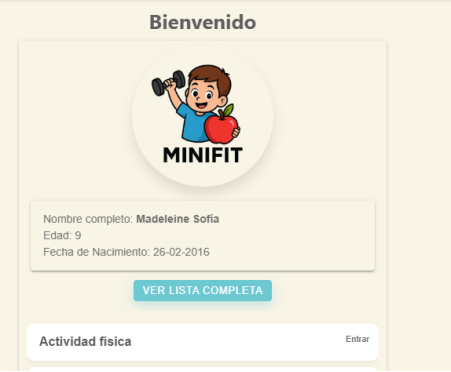 Bienvenido
MINIFIT
Nombre completo: Madeleine Sofía
Edad: 9
Fecha de Nacimiento: 26-02-2016
VER LISTA COMPLETA
Actividad física
Entrar